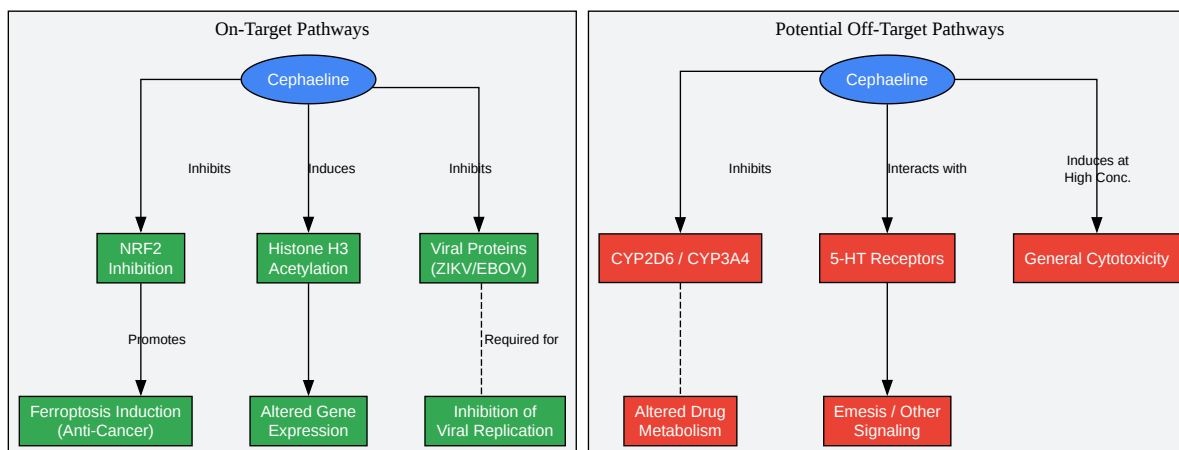 On-Target Pathways
Cephaeline
Inhibits
Induces
Inhibits
NRF2
Inhibition
Histone H3
Acetylation
Viral Proteins
(ZIKV/EBOV)
Promotes
Required for
Ferroptosis Induction
(Anti-Cancer)
Altered Gene
Expression
Inhibition of
Viral Replication
Potential Off-Target Pathways
Cephaeline
Inhibits
Interacts with
Induces at
High Conc.
CYP2D6 / CYP3A4
5-HT Receptors
General Cytotoxicity
Altered Drug
Metabolism
Emesis / Other
Signaling